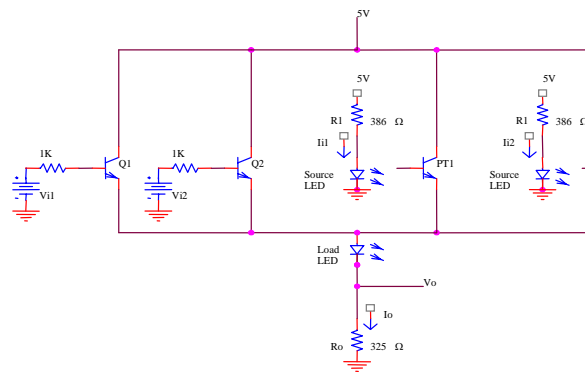 5V
5V
5V
R1
386 Ω
R1
386 Ω
Ii1
Ii2
1K
Q1
1K
Q2
PT1
Source
LED
Source
LED
Vi1
Vi2
Load
LED
Vo
Io
Ro
325 Ω